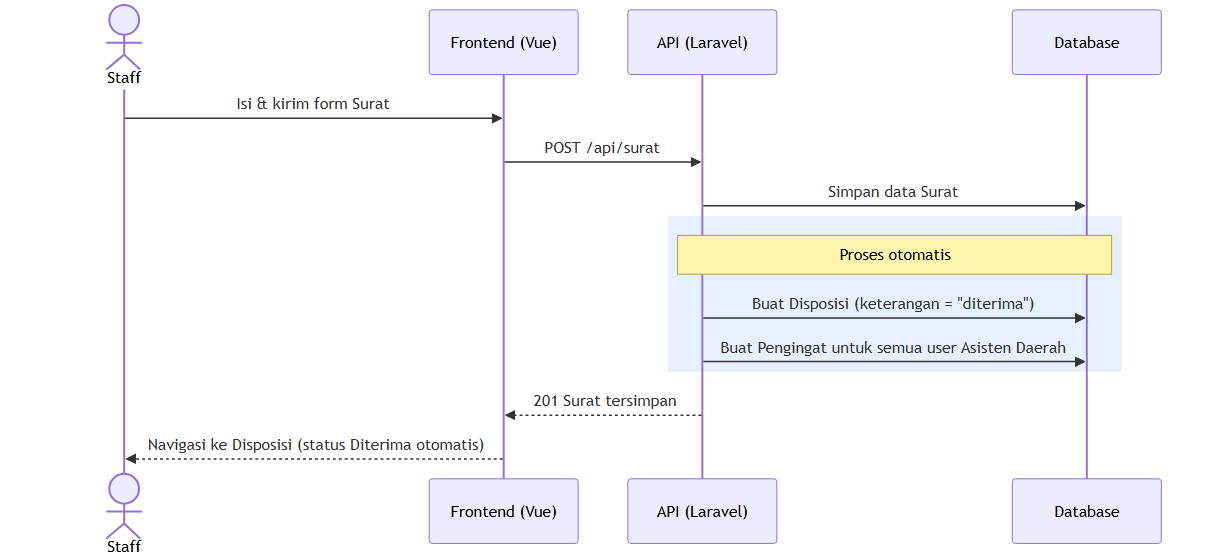 Staff
Frontend (Vue)
API (Laravel)
Database
Isi & kirim form Surat
POST /api/surat
Simpan data Surat
Proses otomatis
Buat Disposisi (keterangan = "diterima")
Buat Pengingat untuk semua user Asisten Daerah
201 Surat tersimpan
Navigasi ke Disposisi (status Diterima otomatis)
Staff
Frontend (Vue)
API (Laravel)
Database